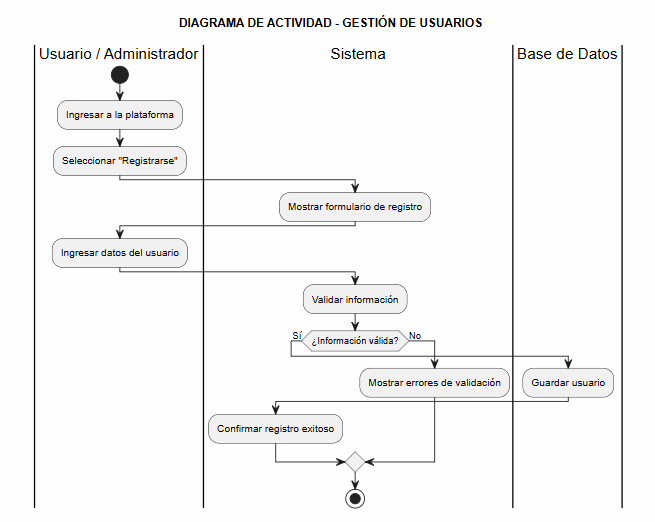 DIAGRAMA DE ACTIVIDAD - GESTIÓN DE USUARIOS
Usuario / Administrador
Sistema
Base de Datos
Ingresar a la plataforma
Seleccionar "Registrarse"
Mostrar formulario de registro
Ingresar datos del usuario
Validar información
Sí
¿Información válida?
No
Mostrar errores de validación
Guardar usuario
Confirmar registro exitoso